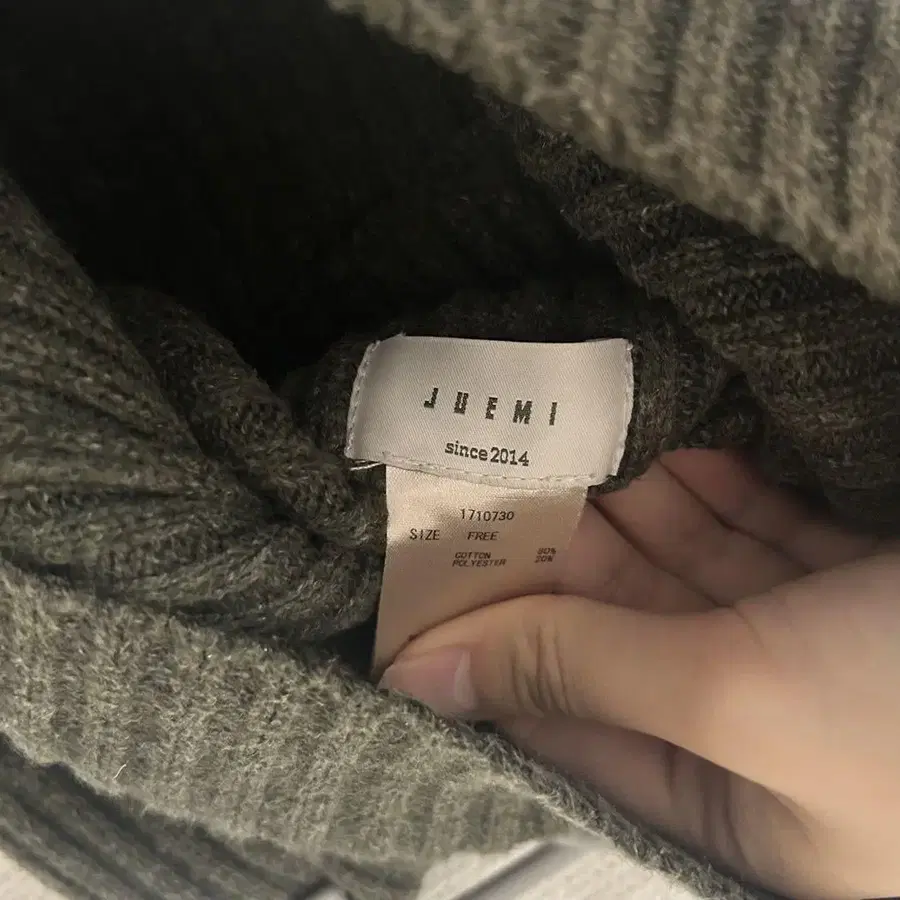 JUEMI
since2014
1710730
SIZE FREE
COTTON 80%
POLYESTER 20%